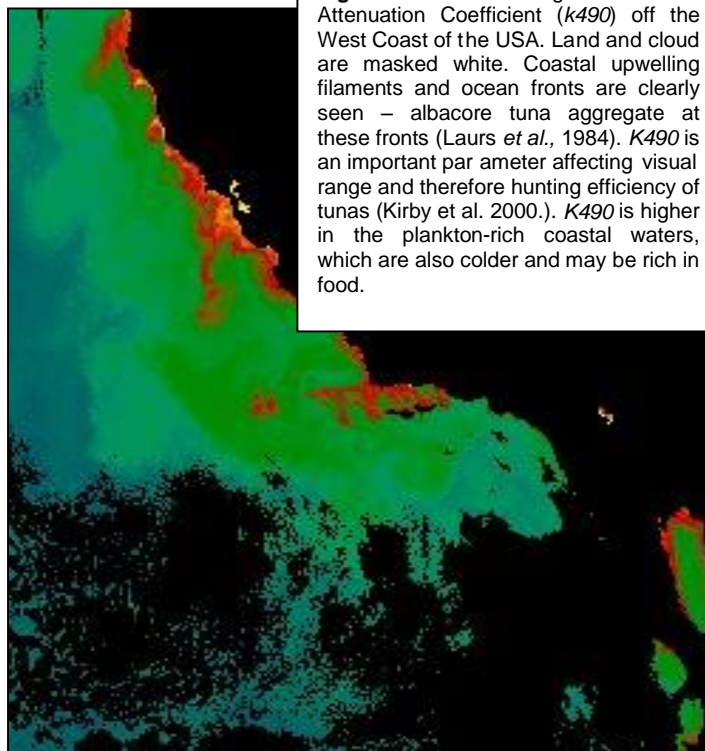 Attenuation Coefficient (k490) off the
West Coast of the USA. Land and cloud
are masked white. Coastal upwelling
filaments and ocean fronts are clearly
seen – albacore tuna aggregate at
these fronts (Laurs et al., 1984). K490 is
an important par ameter affecting visual
range and therefore hunting efficiency of
tunas (Kirby et al. 2000.). K490 is higher
in the plankton-rich coastal waters,
which are also colder and may be rich in
food.